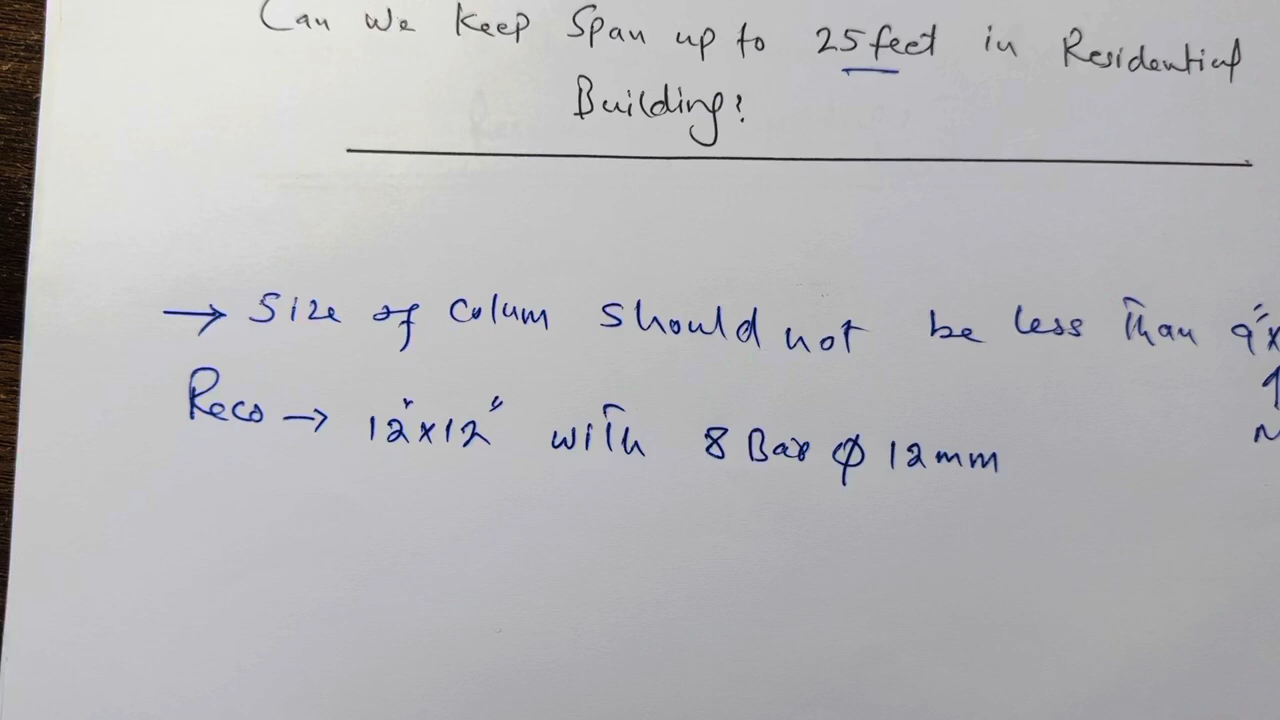 Can We Keep Span up to 25 feet in Residential
Building?
→ Size of Colum Should not be less Than 9"x
Reco → 12"x12" with 8 Bar ϕ 12mm